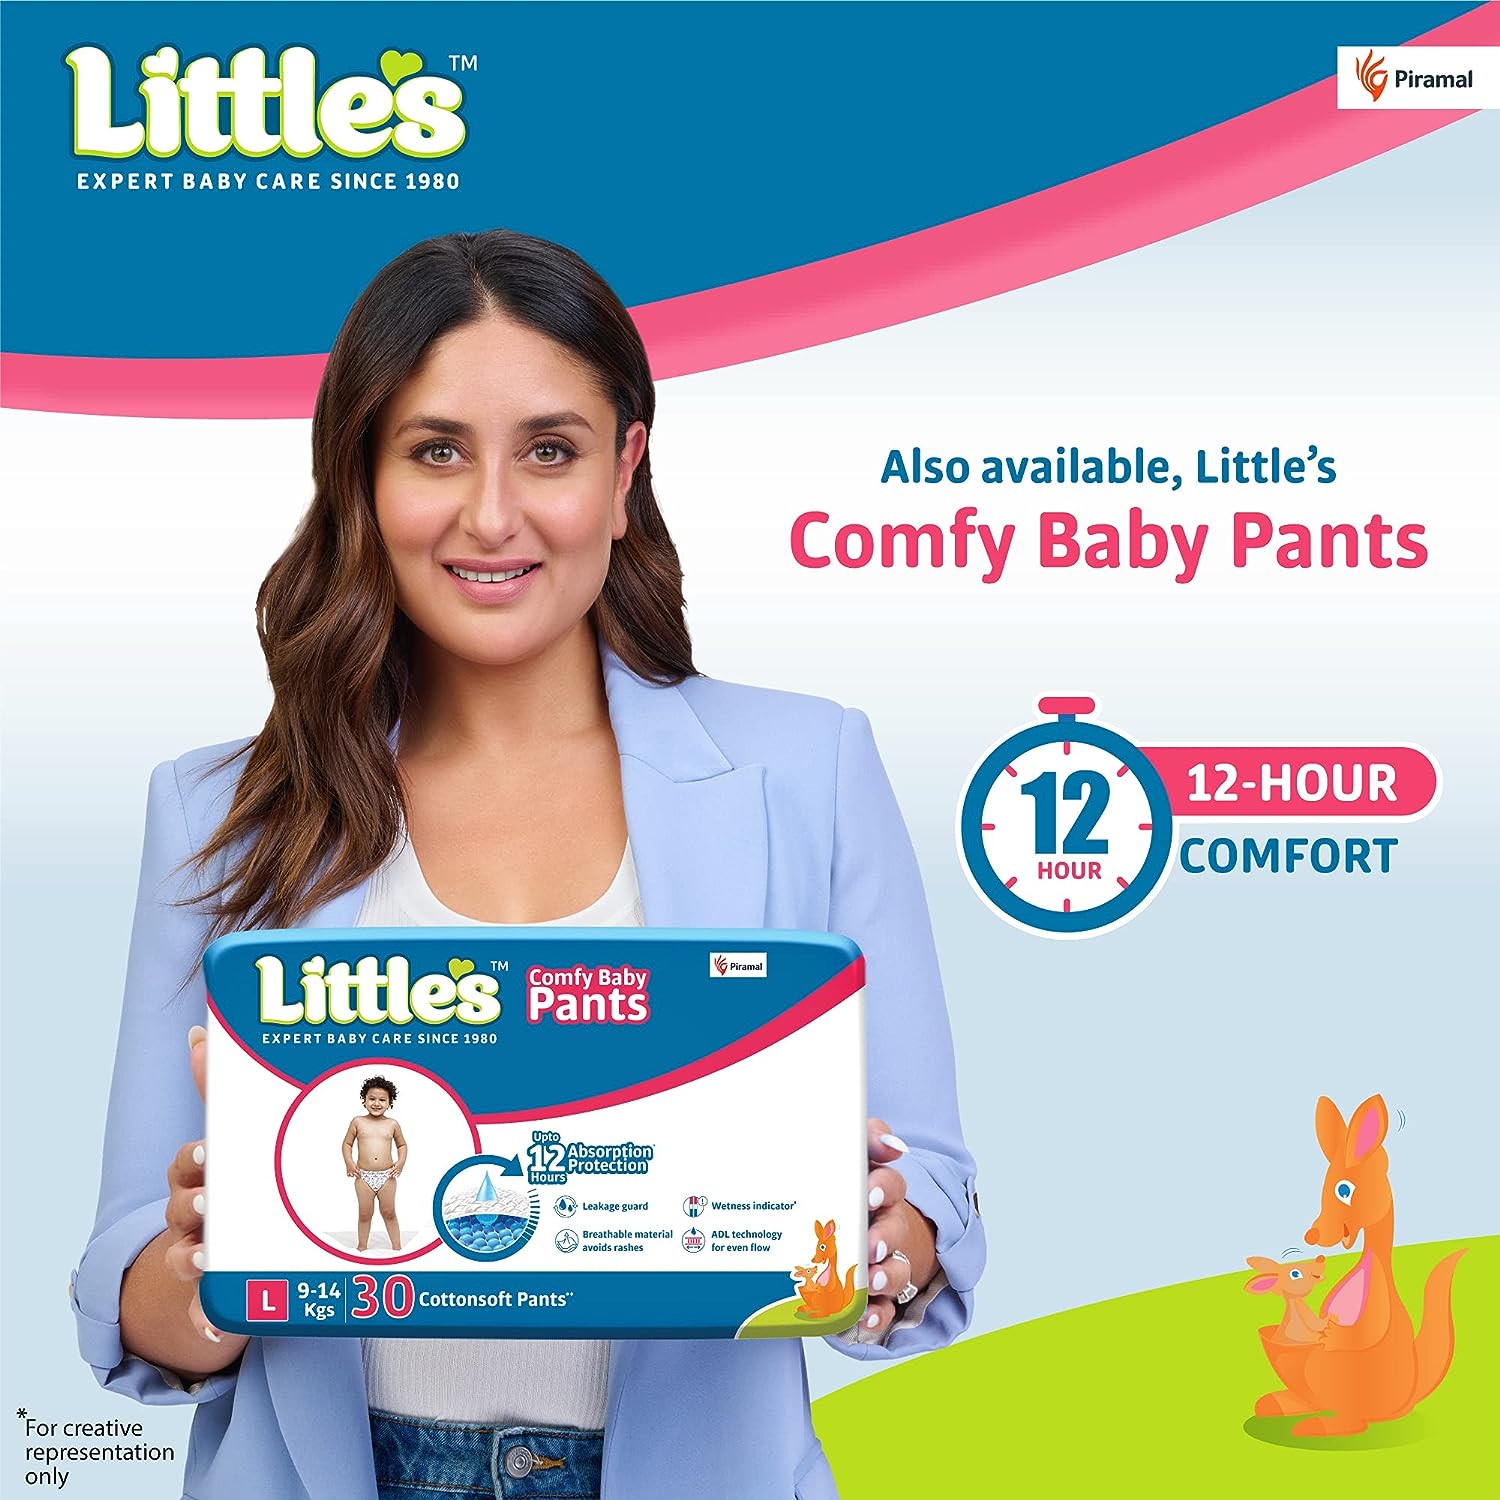 Little's™
EXPERT BABY CARE SINCE 1980
Piramal
Also available, Little's
Comfy Baby Pants
12
HOUR
12-HOUR
COMFORT
Little's™
EXPERT BABY CARE SINCE 1980
Comfy Baby
Pants
Piramal
Upto
12
Hours
Absorption*
Protection
Leakage guard
Wetness indicator*
Breathable material
avoids rashes
ADL technology
for even flow
L
9-14
Kgs
30 Cottonsoft Pants**
*For creative
representation
only